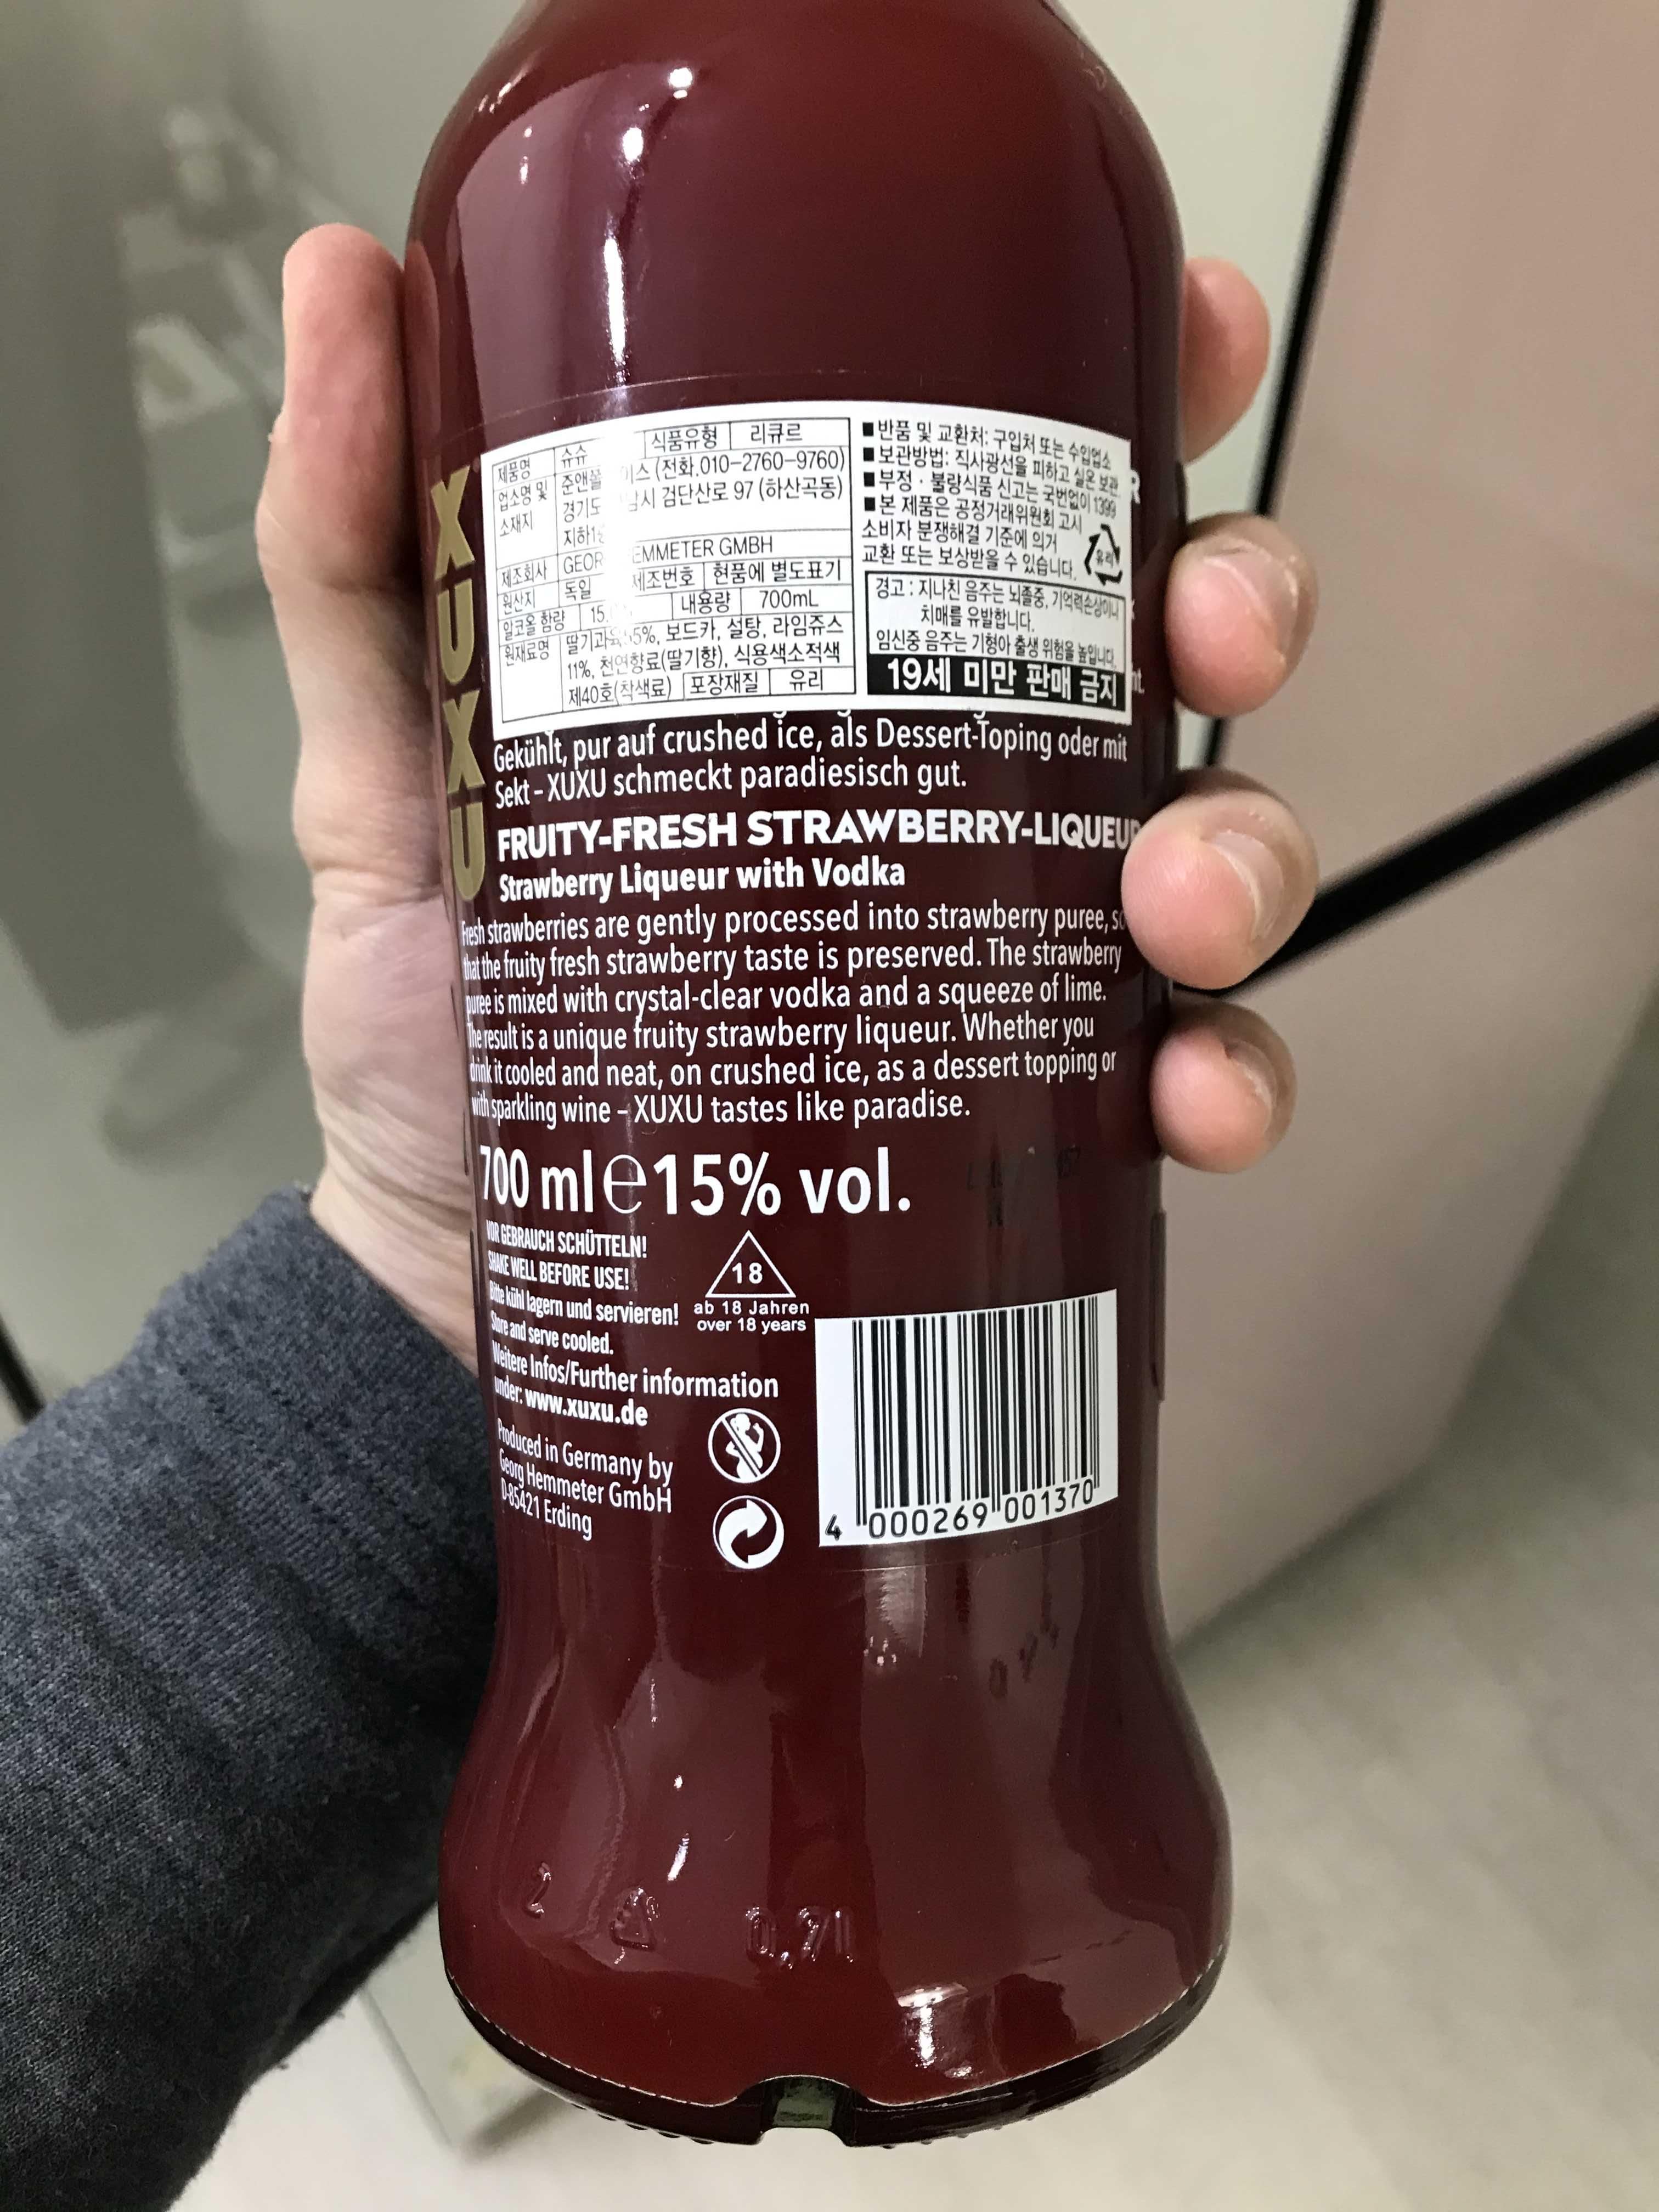 XUXU
제품명 슈슈 식품유형 리큐르
업소명 및 준앤쫄 이스 (전화.010-2760-9760)
소재지 경기도 남시 검단산로 97 (하산곡동)
지하1층
제조회사 GEOR EMMETER GMBH
원산지 독일 제조번호 현품에 별도표기
알코올 함량 15. 내용량 700mL
원재료명 딸기과육 5%, 보드카, 설탕, 라임쥬스
11%, 천연향료(딸기향), 식용색소적색
제40호(착색료) 포장재질 유리
■반품 및 교환처: 구입처 또는 수입업소
■보관방법: 직사광선을 피하고 실온 보관
■부정·불량식품 신고는 국번없이 1399
■본 제품은 공정거래위원회 고시
소비자 분쟁해결 기준에 의거
교환 또는 보상받을 수 있습니다.
유리
경고 : 지나친 음주는 뇌졸중, 기억력손상이나
치매를 유발합니다.
임신중 음주는 기형아 출생 위험을 높입니다.
19세 미만 판매 금지
Gekühlt, pur auf crushed ice, als Dessert-Toping oder mit
Sekt – XUXU schmeckt paradiesisch gut.
FRUITY-FRESH STRAWBERRY-LIQUEUR
Strawberry Liqueur with Vodka
Fresh strawberries are gently processed into strawberry puree, so
that the fruity fresh strawberry taste is preserved. The strawberry
puree is mixed with crystal-clear vodka and a squeeze of lime.
The result is a unique fruity strawberry liqueur. Whether you
drink it cooled and neat, on crushed ice, as a dessert topping or
with sparkling wine – XUXU tastes like paradise.
700 ml e 15% vol.
VOR GEBRAUCH SCHÜTTELN!
SHAKE WELL BEFORE USE!
Bitte kühl lagern und servieren!
Store and serve cooled.
18
ab 18 Jahren
over 18 years
Weitere Infos/Further information
under: www.xuxu.de
Produced in Germany by
Georg Hemmeter GmbH
D-85421 Erding
4 000269 001370
2 0,7l